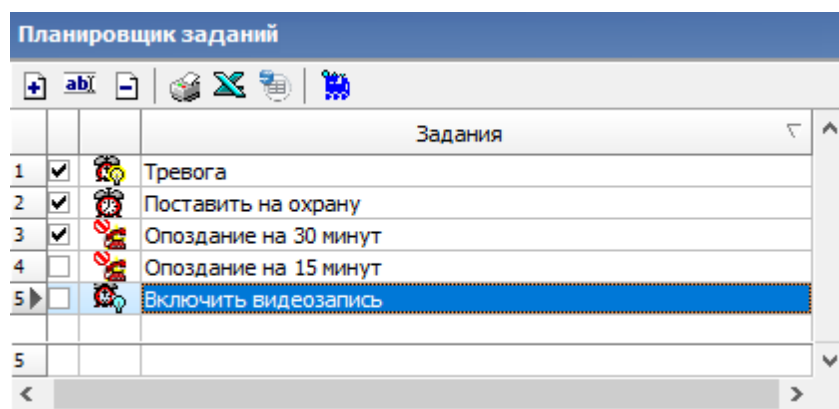 Планировщик заданий
abI
Задания
1 Тревога
2 Поставить на охрану
3 Опоздание на 30 минут
4 Опоздание на 15 минут
5 Включить видеозапись
5